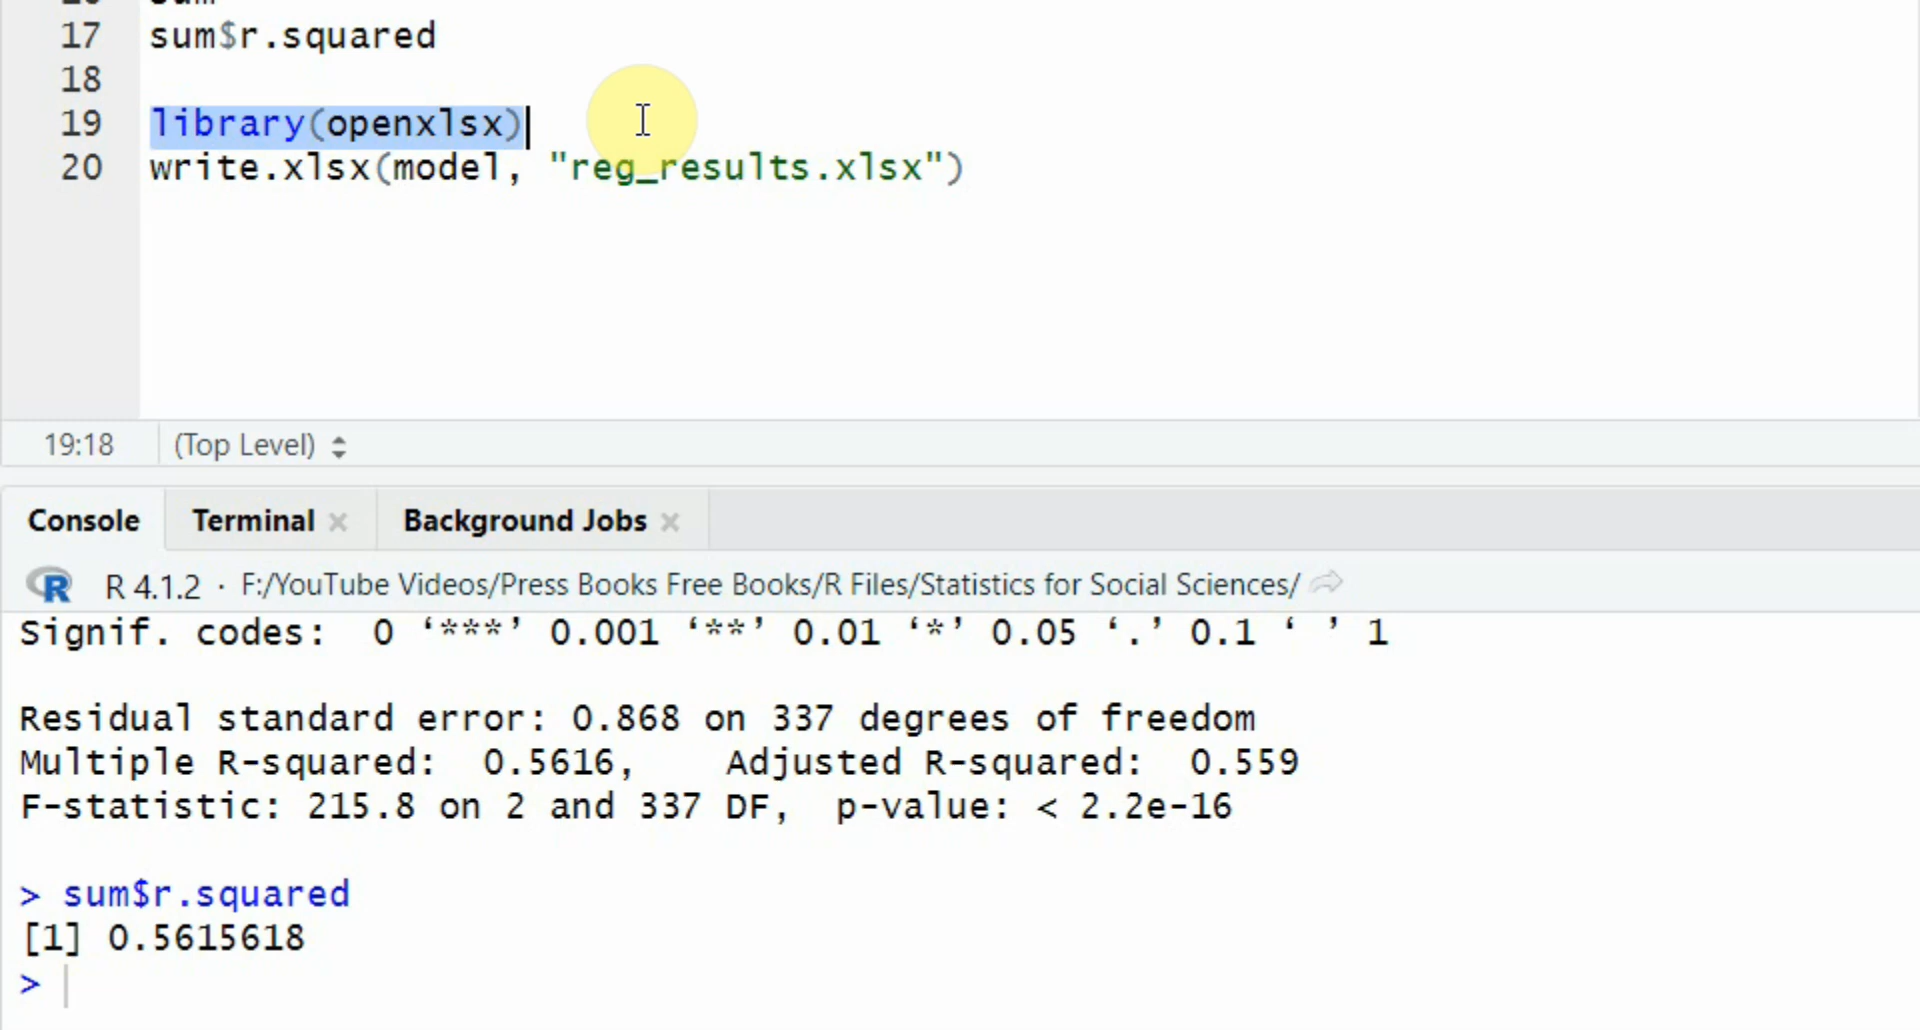 17 sum$r.squared
18
19 library(openxlsx)
20 write.xlsx(model, "reg_results.xlsx")
19:18 (Top Level)
Console Terminal Background Jobs
R R 4.1.2 · F:/YouTube Videos/Press Books Free Books/R Files/Statistics for Social Sciences/
Signif. codes:  0 ‘***’ 0.001 ‘**’ 0.01 ‘*’ 0.05 ‘.’ 0.1 ‘ ’ 1
Residual standard error: 0.868 on 337 degrees of freedom
Multiple R-squared:  0.5616,    Adjusted R-squared:  0.559
F-statistic: 215.8 on 2 and 337 DF,  p-value: < 2.2e-16
> sum$r.squared
[1] 0.5615618
>